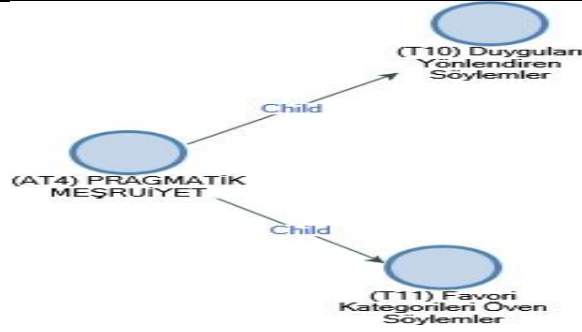 (T10) Duyguları
Yönlendiren
Söylemler
Child
(AT4) PRAGMATİK
MEŞRUİYET
Child
(T11) Favori
Kategorileri Öven
Söylemler